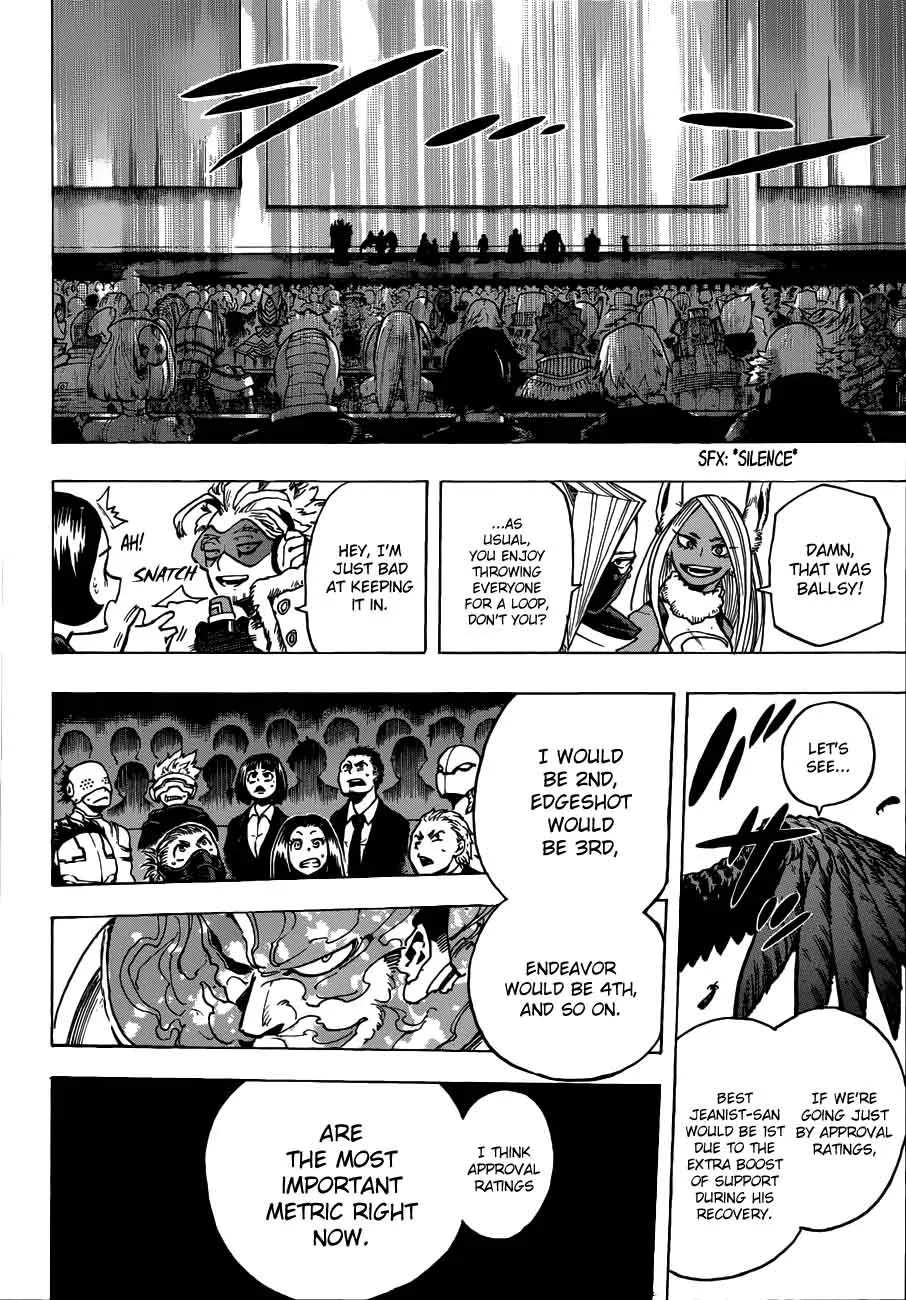 シーン
SFX: *SILENCE*
DAMN,
THAT WAS
BALLSY!
...AS
USUAL,
YOU ENJOY
THROWING
EVERYONE
FOR A LOOP,
DON'T YOU?
HEY, I'M
JUST BAD
AT KEEPING
IT IN.
SNATCH
AH!
LET'S
SEE...
IF WE'RE
GOING JUST
BY APPROVAL
RATINGS,
BEST
JEANIST-SAN
WOULD BE 1ST
DUE TO THE
EXTRA BOOST
OF SUPPORT
DURING HIS
RECOVERY.
I WOULD
BE 2ND,
EDGESHOT
WOULD
BE 3RD,
ENDEAVOR
WOULD BE 4TH,
AND SO ON.
I THINK
APPROVAL
RATINGS
ARE
THE MOST
IMPORTANT
METRIC RIGHT
NOW.